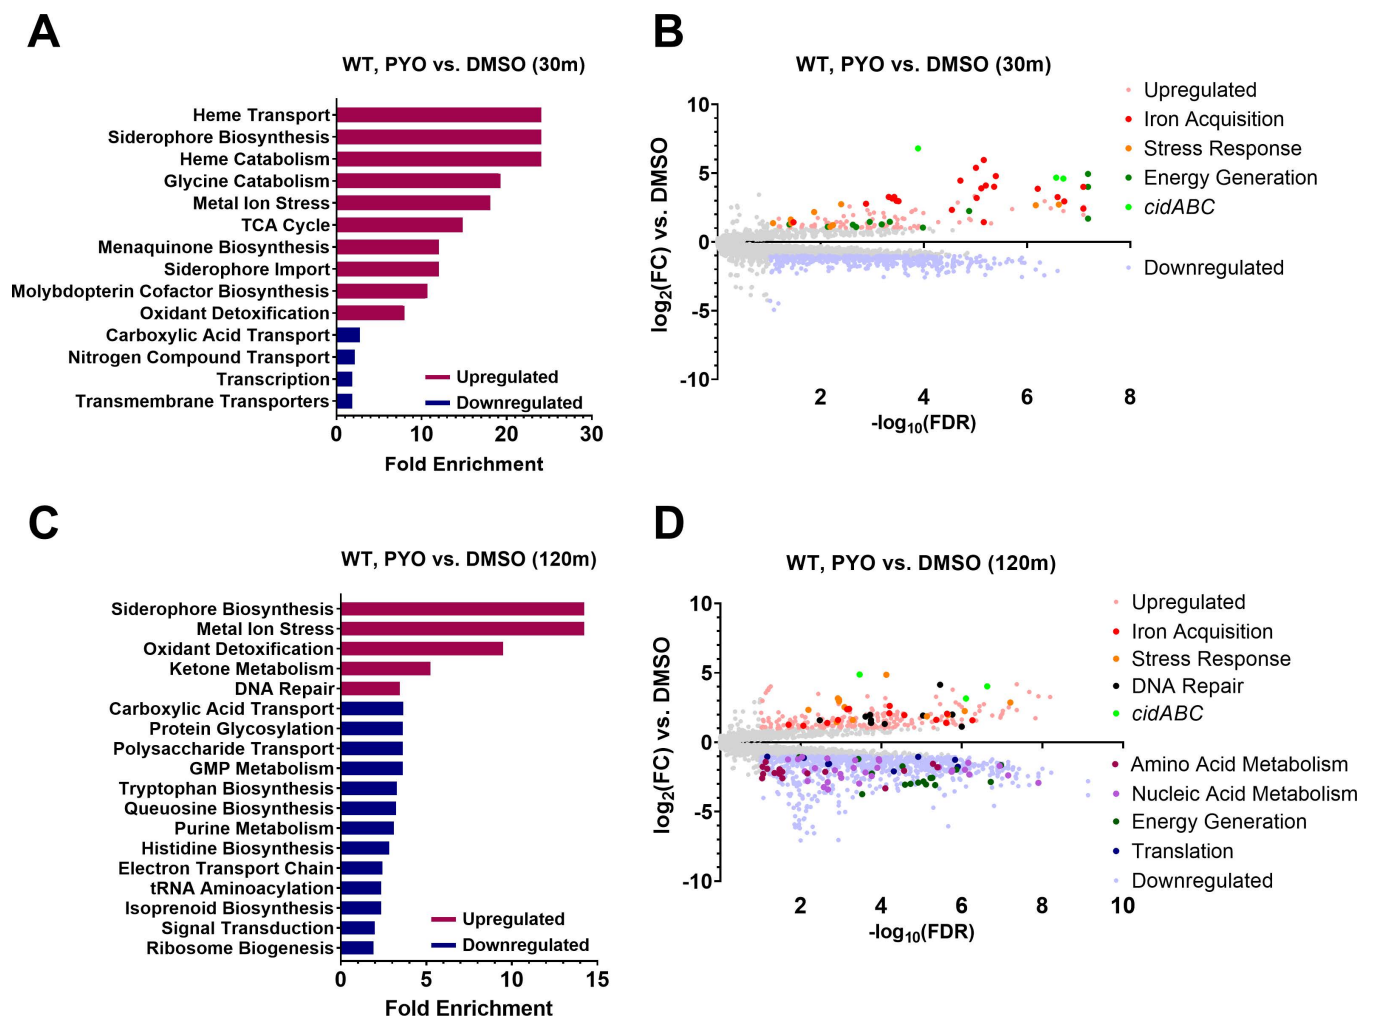 A
WT, PYO vs. DMSO (30m)
Heme Transport
Siderophore Biosynthesis
Heme Catabolism
Glycine Catabolism
Metal Ion Stress
TCA Cycle
Menaquinone Biosynthesis
Siderophore Import
Molybdopterin Cofactor Biosynthesis
Oxidant Detoxification
Carboxylic Acid Transport
Nitrogen Compound Transport
Transcription
Transmembrane Transporters
Upregulated
Downregulated
0 10 20 30
Fold Enrichment
B
WT, PYO vs. DMSO (30m)
log2(FC) vs. DMSO
10
5
0
-5
-10
2 4 6 8
-log10(FDR)
Upregulated
Iron Acquisition
Stress Response
Energy Generation
cidABC
Downregulated
C
WT, PYO vs. DMSO (120m)
Siderophore Biosynthesis
Metal Ion Stress
Oxidant Detoxification
Ketone Metabolism
DNA Repair
Carboxylic Acid Transport
Protein Glycosylation
Polysaccharide Transport
GMP Metabolism
Tryptophan Biosynthesis
Queuosine Biosynthesis
Purine Metabolism
Histidine Biosynthesis
Electron Transport Chain
tRNA Aminoacylation
Isoprenoid Biosynthesis
Signal Transduction
Ribosome Biogenesis
Upregulated
Downregulated
0 5 10 15
Fold Enrichment
D
WT, PYO vs. DMSO (120m)
log2(FC) vs. DMSO
10
5
0
-5
-10
2 4 6 8 10
-log10(FDR)
Upregulated
Iron Acquisition
Stress Response
DNA Repair
cidABC
Amino Acid Metabolism
Nucleic Acid Metabolism
Energy Generation
Translation
Downregulated